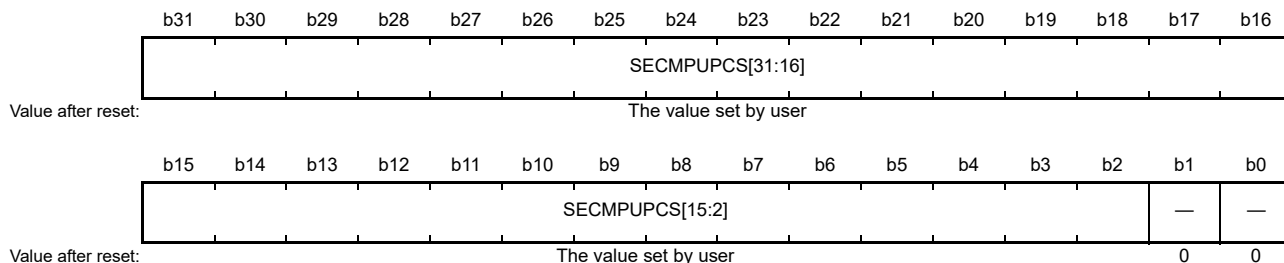 b31 b30 b29 b28 b27 b26 b25 b24 b23 b22 b21 b20 b19 b18 b17 b16
SECMPUPCS[31:16]
Value after reset: The value set by user
b15 b14 b13 b12 b11 b10 b9 b8 b7 b6 b5 b4 b3 b2 b1 b0
SECMPUPCS[15:2] — —
Value after reset: The value set by user 0 0